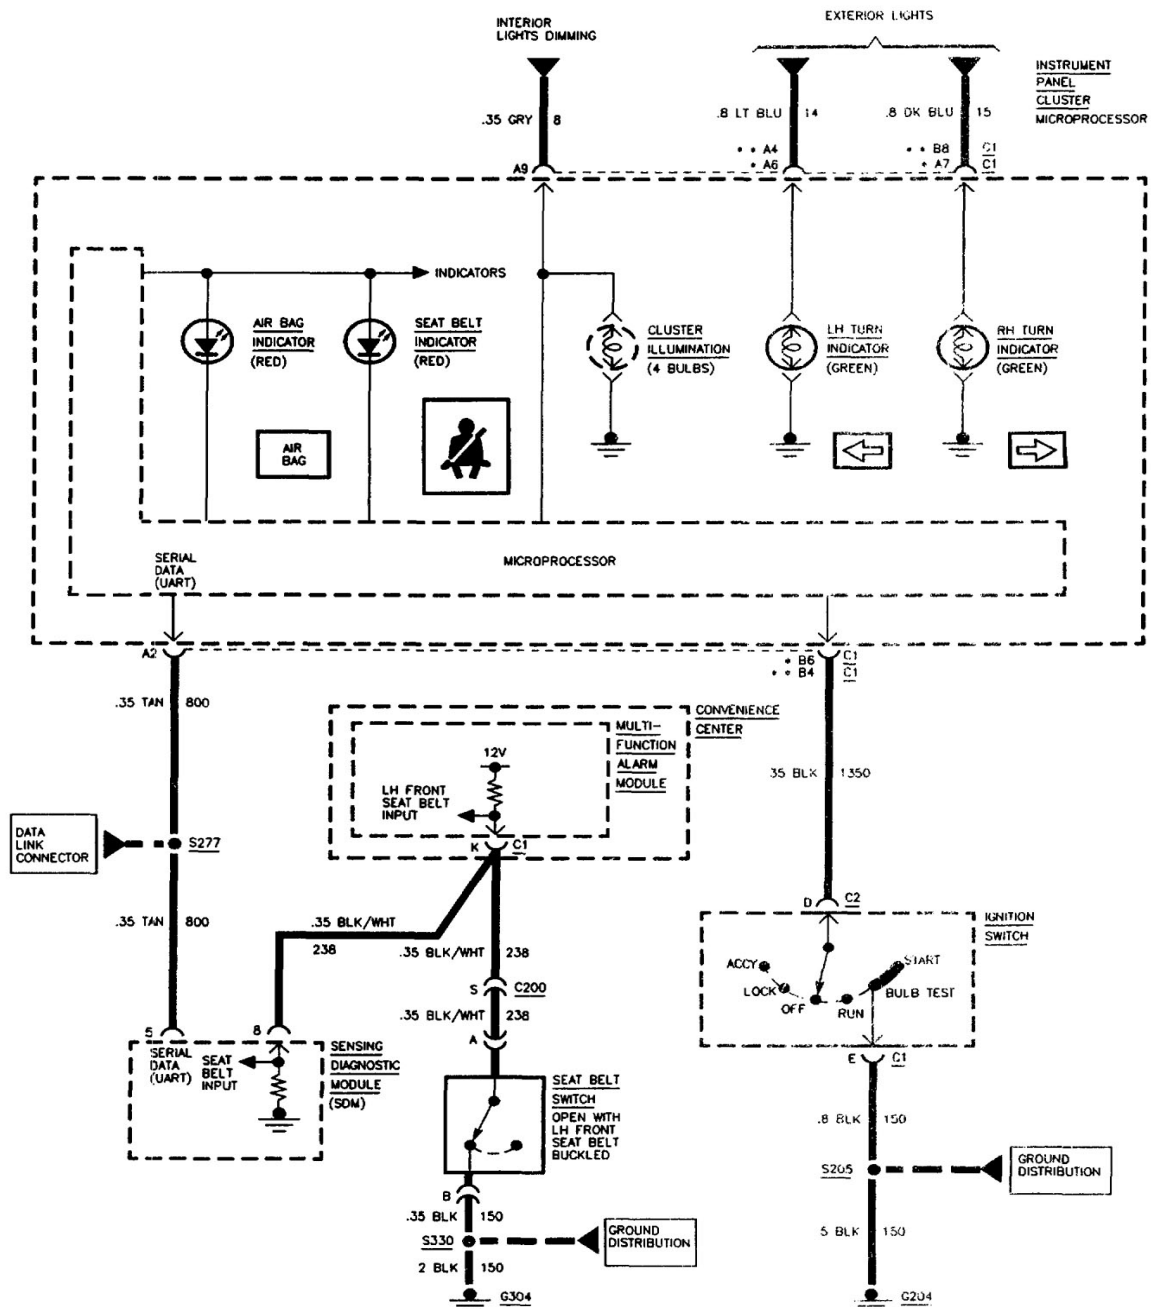 INTERIOR
LIGHTS DIMMING
EXTERIOR LIGHTS
INSTRUMENT
PANEL
CLUSTER
MICROPROCESSOR
.35 GRY 8
.8 LT BLU 14
.8 DK BLU 15
A9
* * A4
* A6
* * B8 C1
* A7 C1
INDICATORS
AIR BAG
INDICATOR
(RED)
SEAT BELT
INDICATOR
(RED)
CLUSTER
ILLUMINATION
(4 BULBS)
LH TURN
INDICATOR
(GREEN)
RH TURN
INDICATOR
(GREEN)
AIR
BAG
SERIAL
DATA
(UART)
MICROPROCESSOR
A2
* B6 C1
* * B4 C1
.35 TAN 800
CONVENIENCE
CENTER
MULTI-
FUNCTION
ALARM
MODULE
12V
LH FRONT
SEAT BELT
INPUT
K C1
35 BLK 1350
DATA
LINK
CONNECTOR
S277
.35 TAN 800
.35 BLK/WHT
238
.35 BLK/WHT 238
S C200
.35 BLK/WHT 238
A
D C2
IGNITION
SWITCH
ACCY
LOCK
OFF
RUN
BULB TEST
START
E C1
5
8
SERIAL
DATA
(UART)
SEAT
BELT
INPUT
SENSING
DIAGNOSTIC
MODULE
(SDM)
SEAT BELT
SWITCH
OPEN WITH
LH FRONT
SEAT BELT
BUCKLED
B
.35 BLK 150
S330
GROUND
DISTRIBUTION
2 BLK 150
G304
.8 BLK 150
S205
GROUND
DISTRIBUTION
5 BLK 150
G204